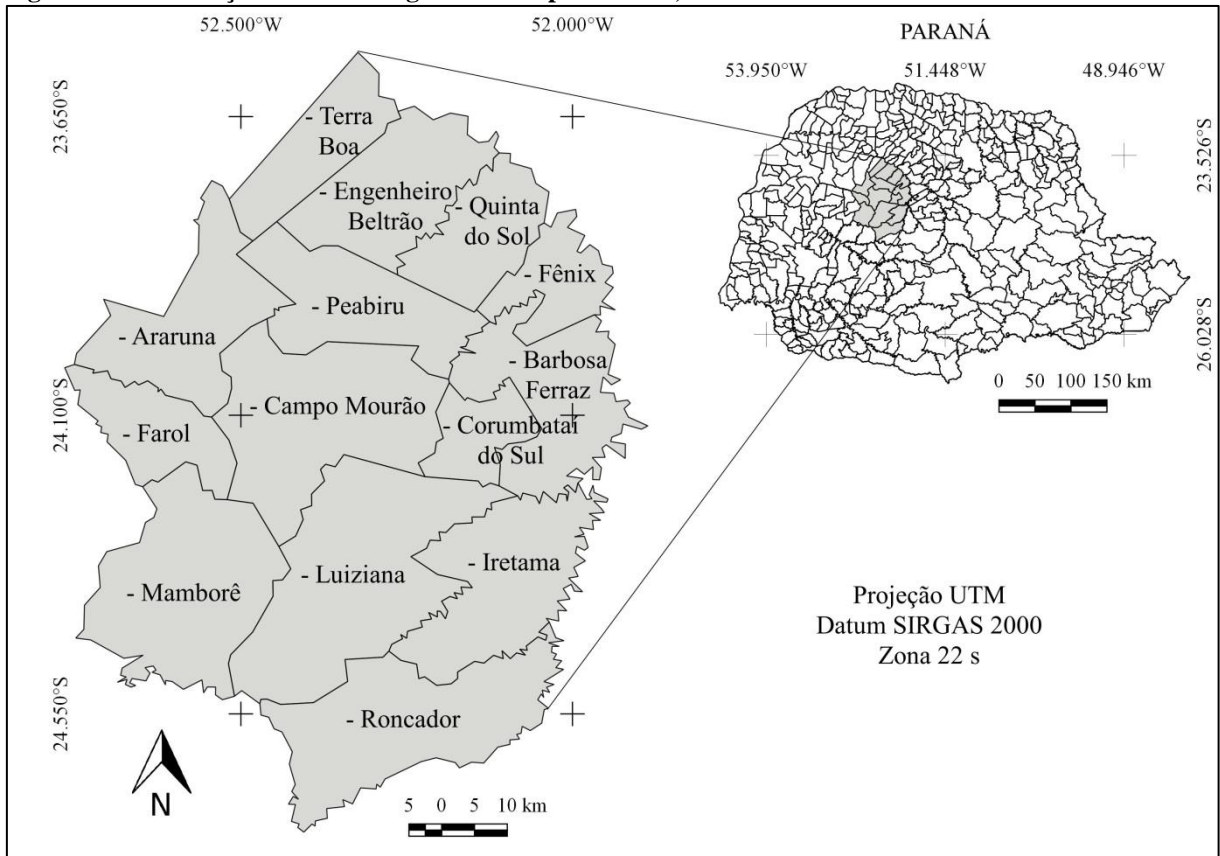 52.500°W
52.000°W
23.650°S
24.100°S
24.550°S
- Terra
Boa
- Engenheiro
Beltrão
- Quinta
do Sol
- Fênix
- Peabiru
- Araruna
- Barbosa
Ferraz
- Campo Mourão
- Corumbataí
do Sul
- Farol
- Iretama
- Luiziana
- Mamborê
- Roncador
N
5 0 5 10 km
PARANÁ
53.950°W
51.448°W
48.946°W
23.526°S
26.028°S
0 50 100 150 km
Projeção UTM
Datum SIRGAS 2000
Zona 22 s